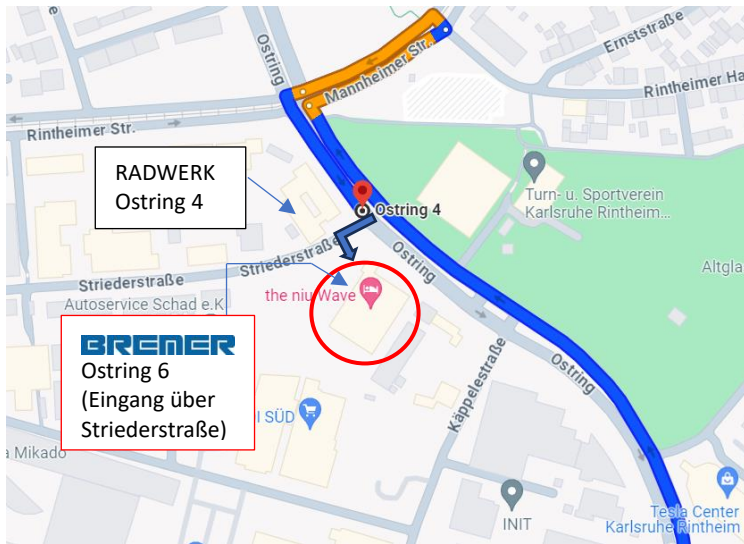 Ostring
Mannheimer Str.
Ernststraße
Rintheimer Ha
Rintheimer Str.
RADWERK
Ostring 4
Ostring 4
Turn- u. Sportverein
Karlsruhe Rintheim...
Ostring
Altgla
Striederstraße
Striederstraße
the niu Wave
Autoservice Schad e.K
BREMER
Ostring 6
(Eingang über
Striederstraße)
Ostring
Käppelestraße
I SÜD
a Mikado
INIT
Tesla Center
Karlsruhe Rintheim